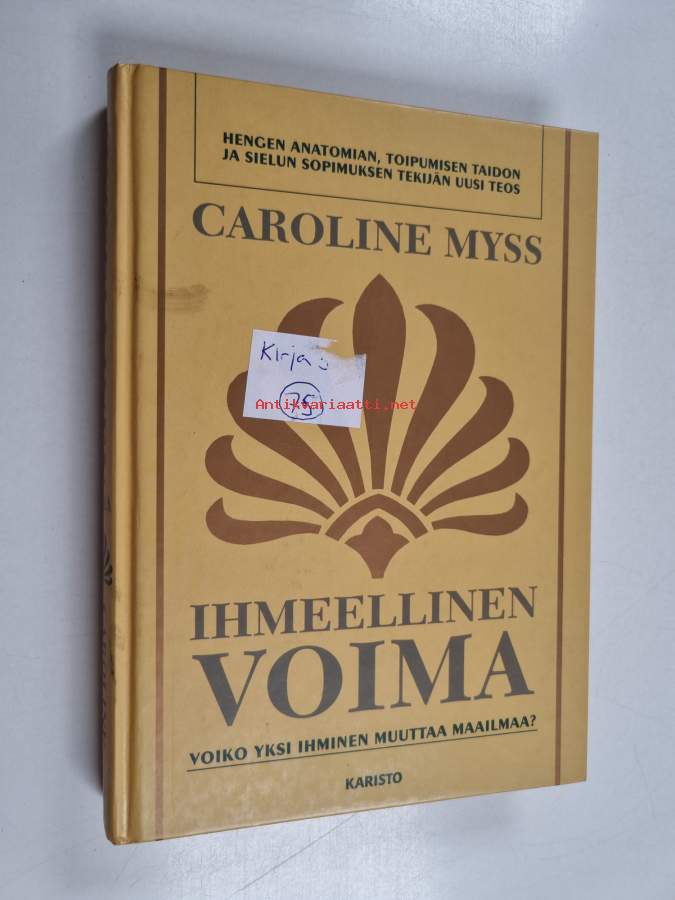 HENGEN ANATOMIAN, TOIPUMISEN TAIDON
JA SIELUN SOPIMUKSEN TEKIJÄN UUSI TEOS
CAROLINE MYSS
Kirja
25
Antikvariaatti.net
IHMEELLINEN
VOIMA
VOIKO YKSI IHMINEN MUUTTAA MAAILMAA?
KARISTO